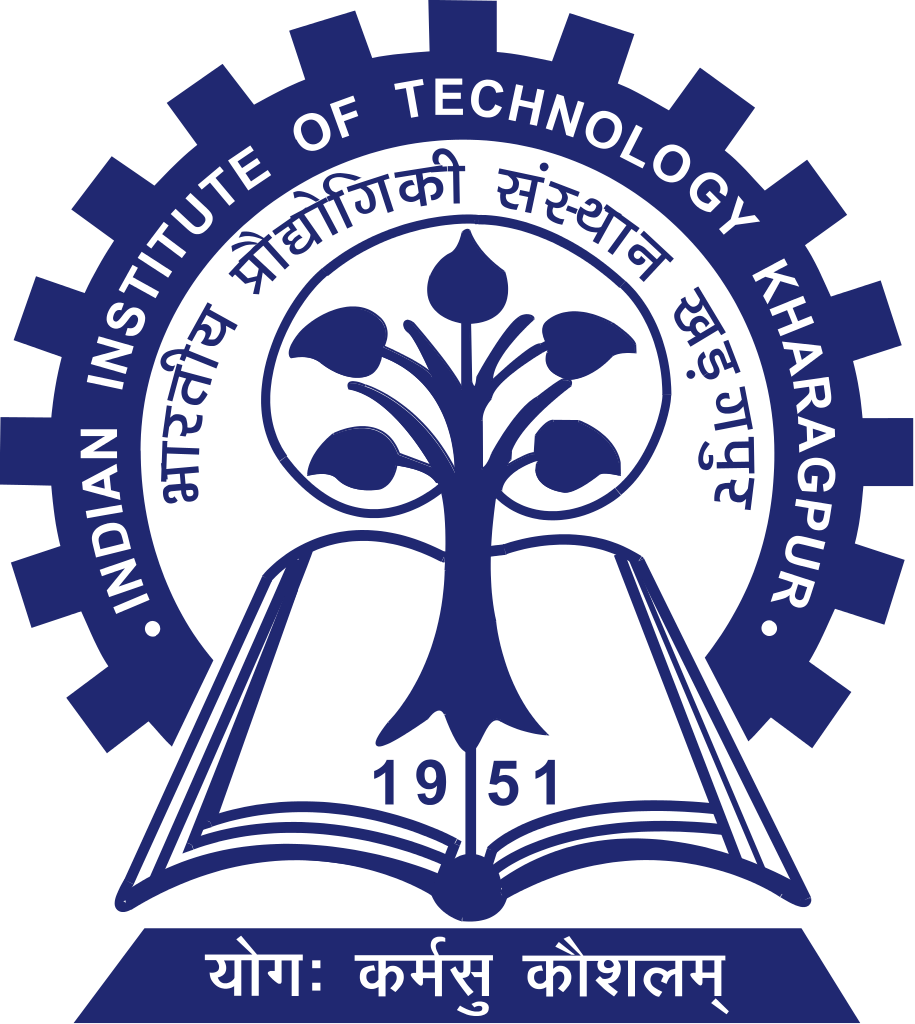 • INDIAN INSTITUTE OF TECHNOLOGY KHARAGPUR •
भारतीय प्रौद्योगिकी संस्थान खड़गपुर
1951
योग: कर्मसु कौशलम्